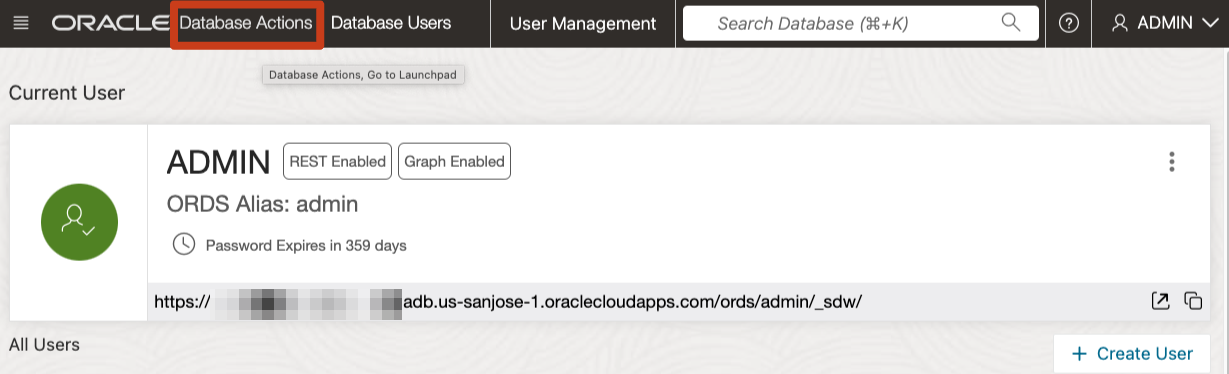 ORACLE Database Actions Database Users User Management Search Database (⌘+K) ADMIN
Database Actions, Go to Launchpad
Current User
ADMIN REST Enabled Graph Enabled
ORDS Alias: admin
Password Expires in 359 days
https:// adb.us-sanjose-1.oraclecloudapps.com/ords/admin/_sdw/
All Users
+ Create User